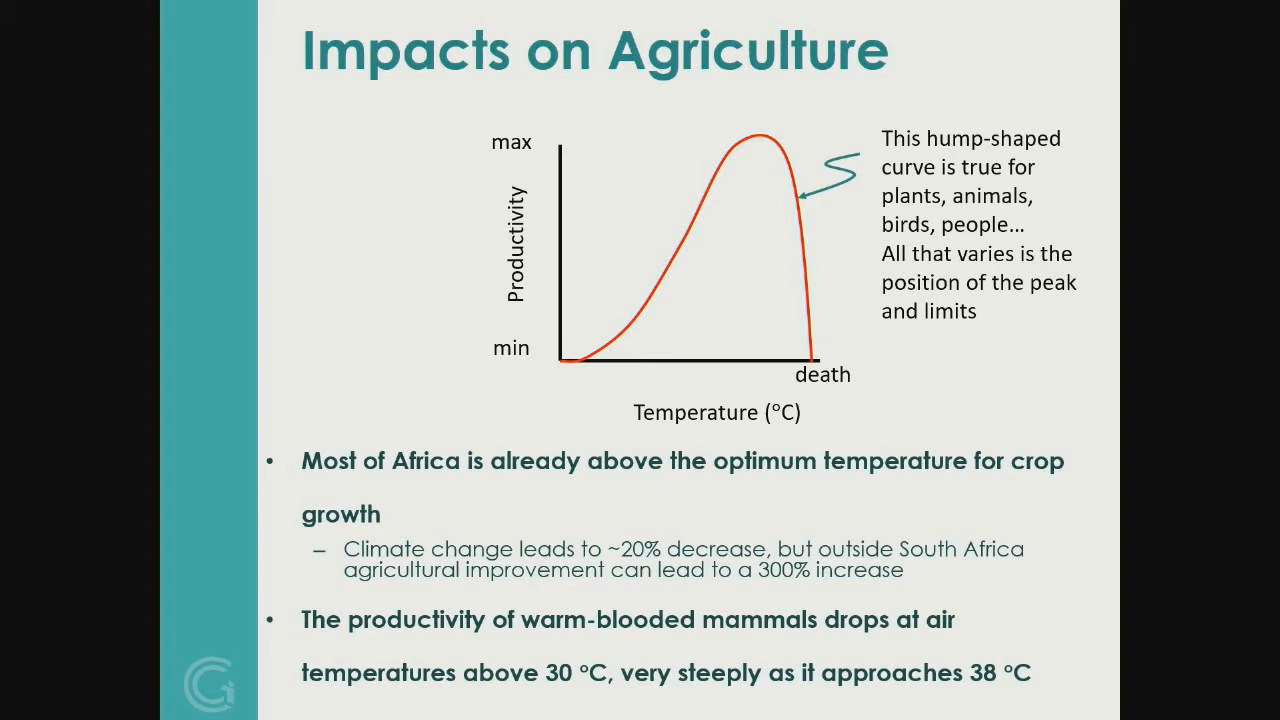 Impacts on Agriculture
max
Productivity
min
death
Temperature (°C)
This hump-shaped
curve is true for
plants, animals,
birds, people...
All that varies is the
position of the peak
and limits
• Most of Africa is already above the optimum temperature for crop
growth
– Climate change leads to ~20% decrease, but outside South Africa
agricultural improvement can lead to a 300% increase
• The productivity of warm-blooded mammals drops at air
temperatures above 30 °C, very steeply as it approaches 38 °C